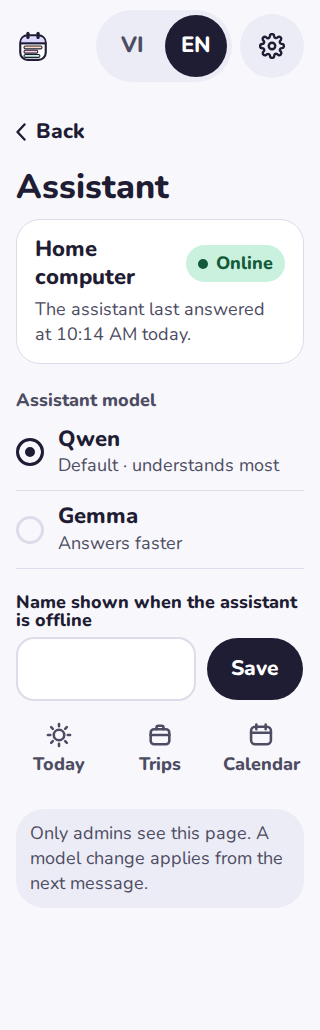 VI EN
Back
Assistant
Home
computer
Online
The assistant last answered
at 10:14 AM today.
Assistant model
Qwen
Default · understands most
Gemma
Answers faster
Name shown when the assistant
is offline
Save
Today Trips Calendar
Only admins see this page. A
model change applies from the
next message.